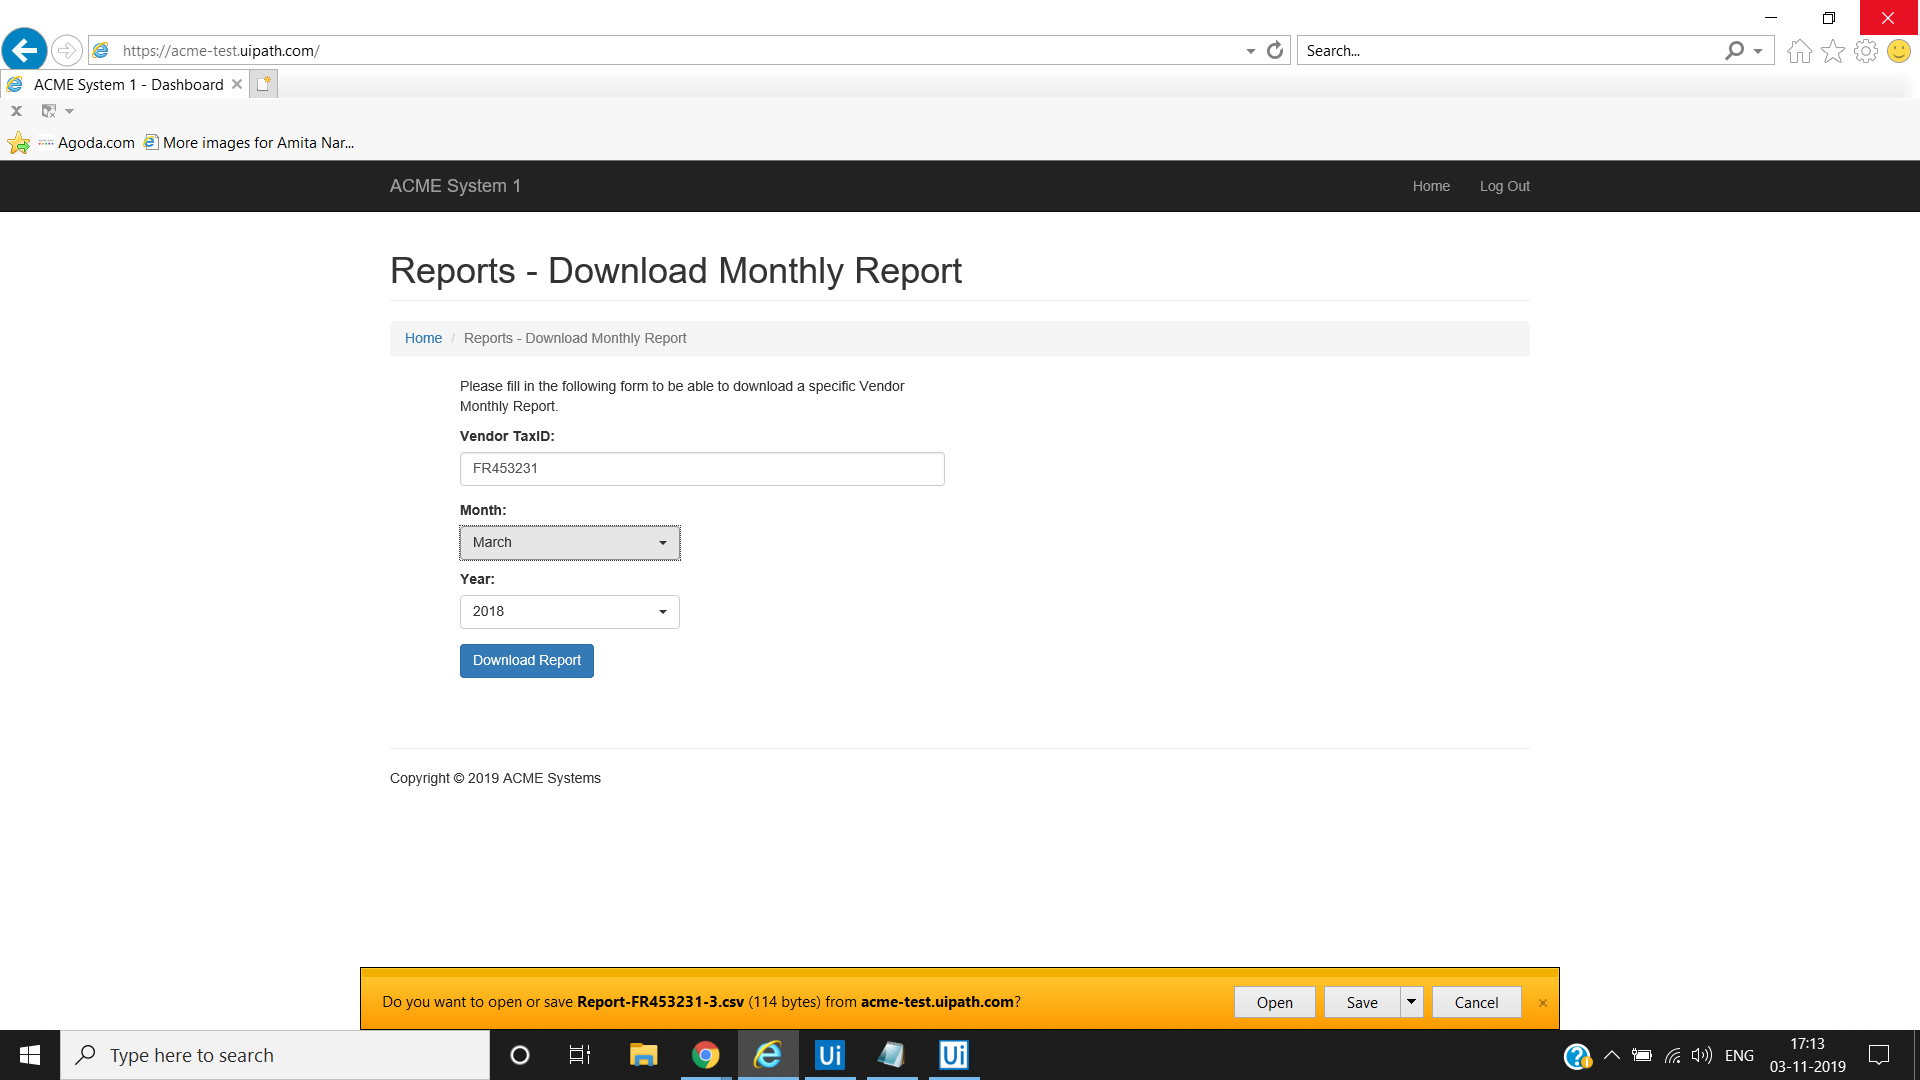 https://acme-test.uipath.com/
Search...
ACME System 1 - Dashboard
x
Agoda.com
More images for Amita Nar...
ACME System 1
Home
Log Out
Reports - Download Monthly Report
Home / Reports - Download Monthly Report
Please fill in the following form to be able to download a specific Vendor
Monthly Report.
Vendor TaxID:
FR453231
Month:
March
Year:
2018
Download Report
Copyright © 2019 ACME Systems
Do you want to open or save Report-FR453231-3.csv (114 bytes) from acme-test.uipath.com?
Open
Save
Cancel
×
Type here to search
Ui
Ui
ENG
17:13
03-11-2019